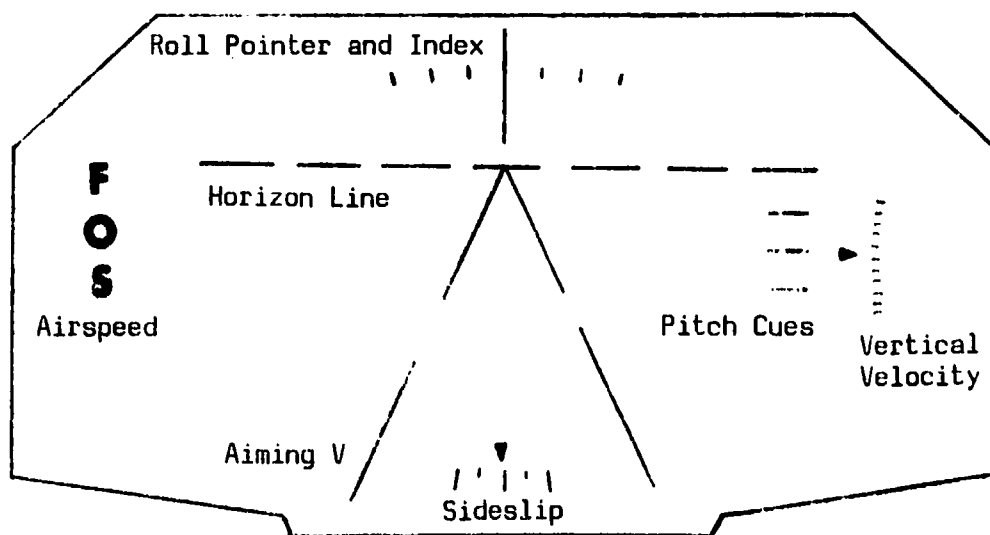 Roll Pointer and Index
F
O
S
Airspeed
Horizon Line
Pitch Cues
Vertical
Velocity
Aiming V
Sideslip